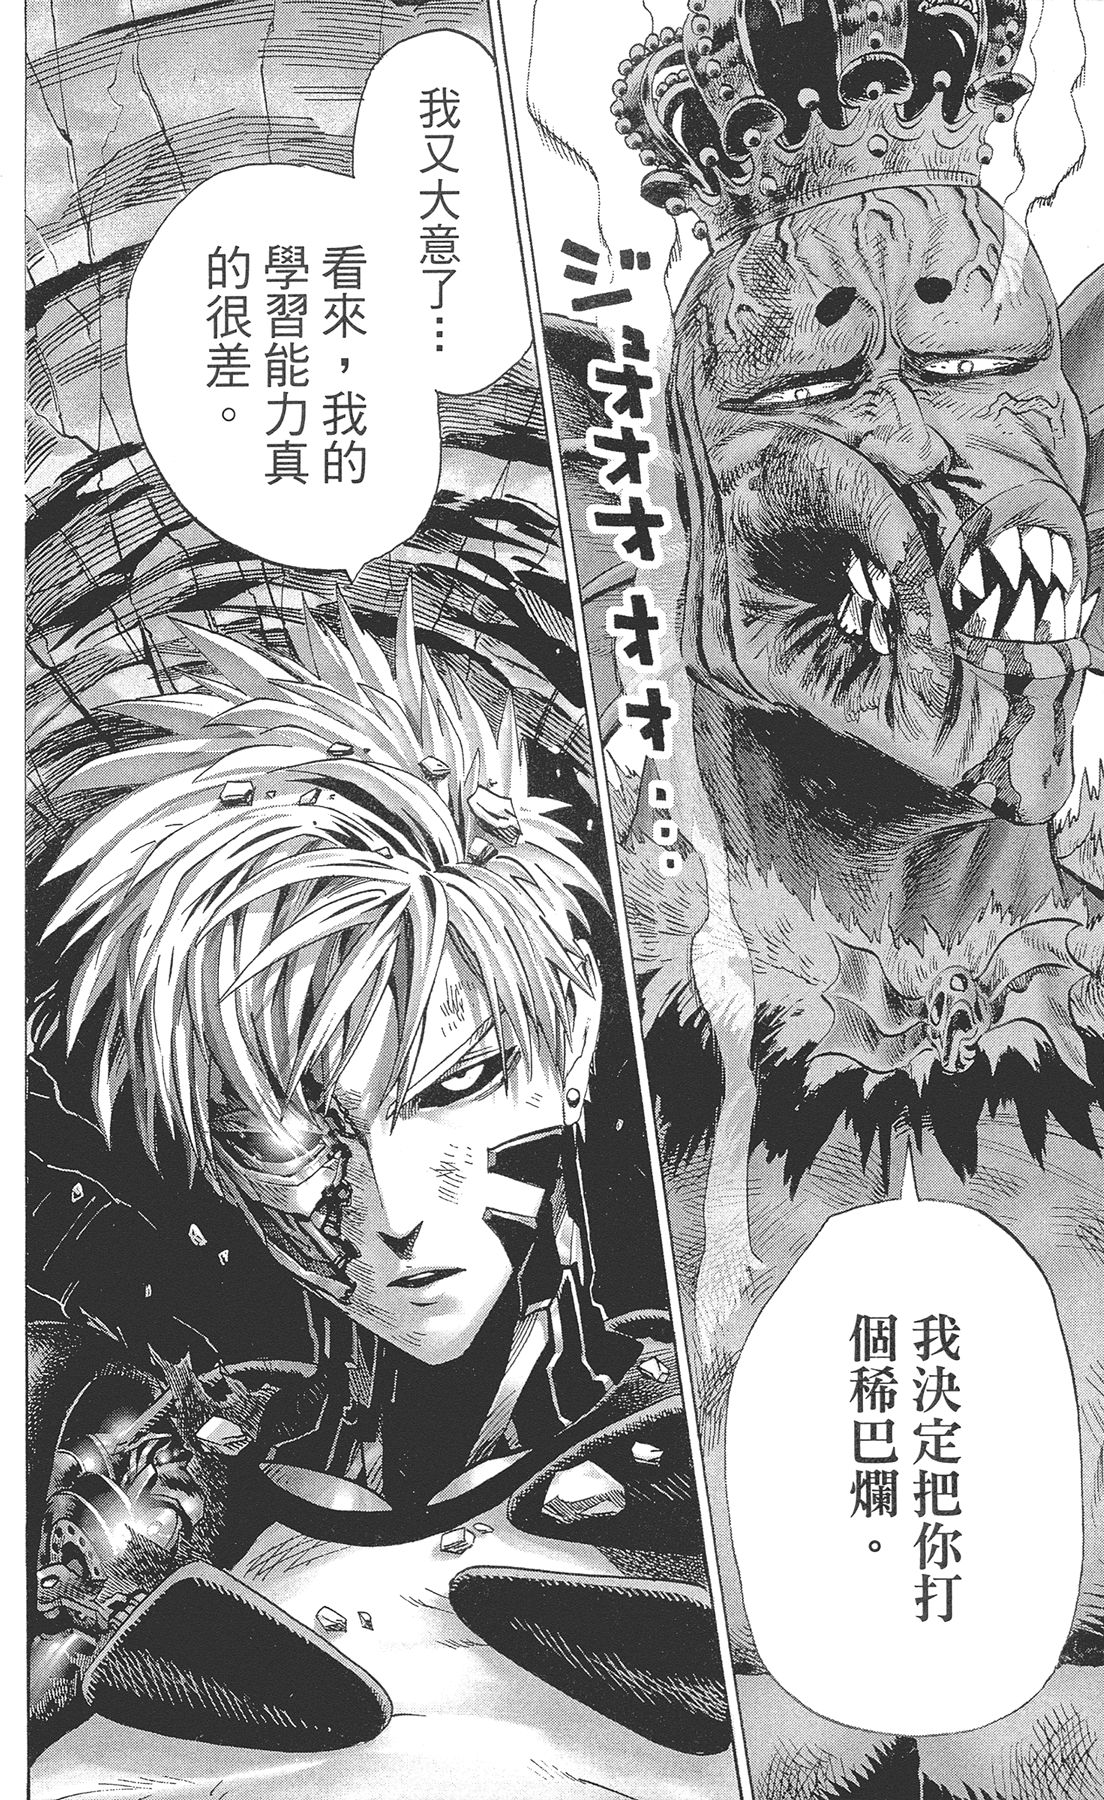 ジュオオオオオ…
我決定把你打
個稀巴爛。
我又大意了…
看來，我的
學習能力真
的很差。